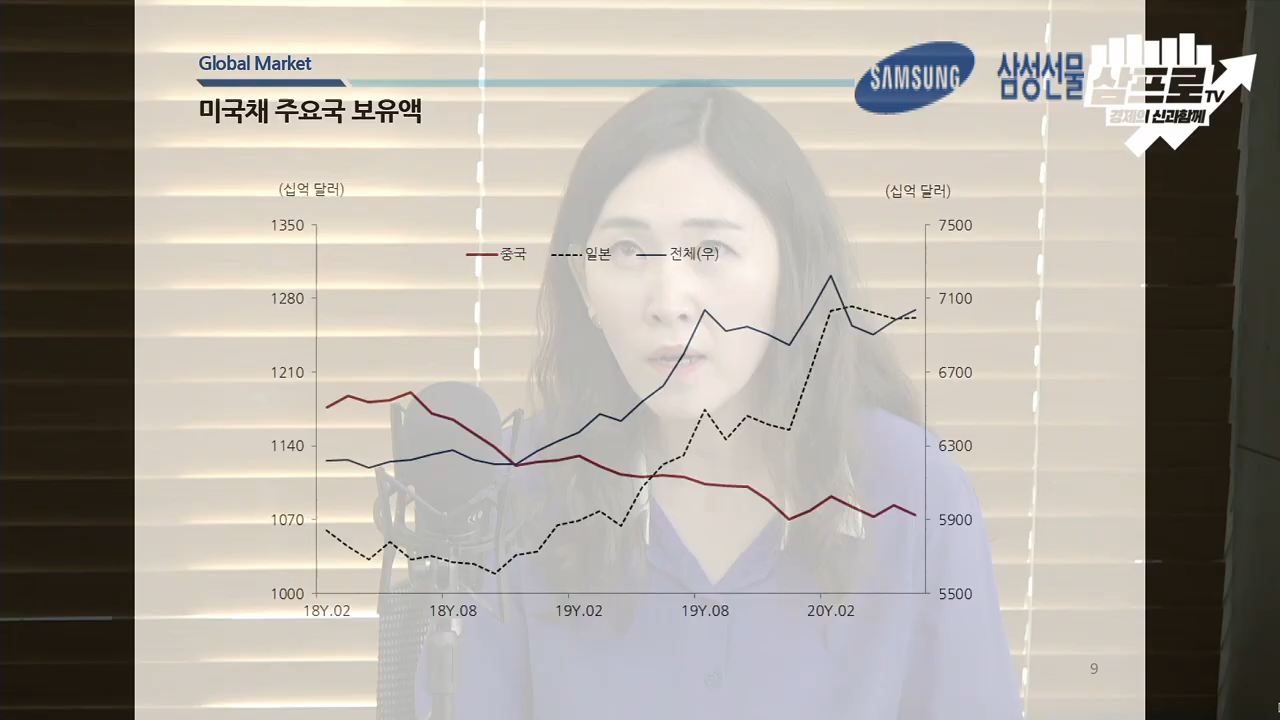 Global Market
미국채 주요국 보유액
SAMSUNG 삼성선물
삼프로TV
경제의 신과함께
(십억 달러) (십억 달러)
중국 일본 전체(우)
1350 7500
1280 7100
1210 6700
1140 6300
1070 5900
1000 5500
18Y.02 18Y.08 19Y.02 19Y.08 20Y.02
9